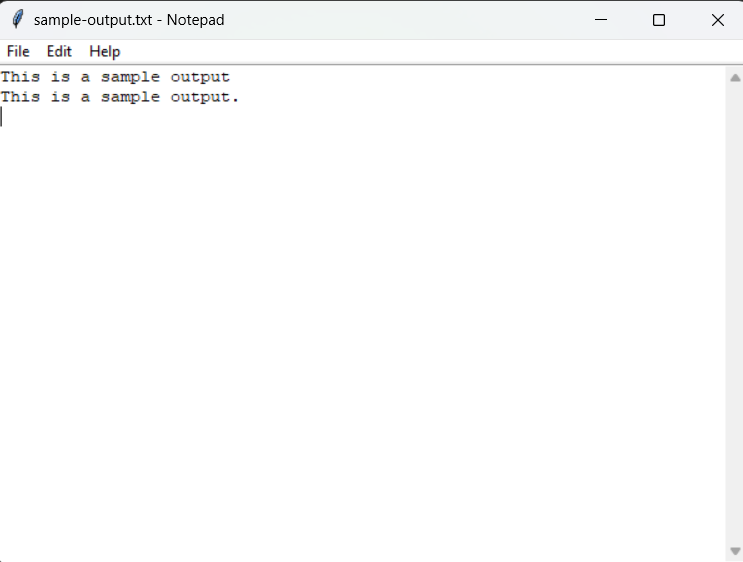 sample-output.txt - Notepad
File Edit Help
This is a sample output
This is a sample output.